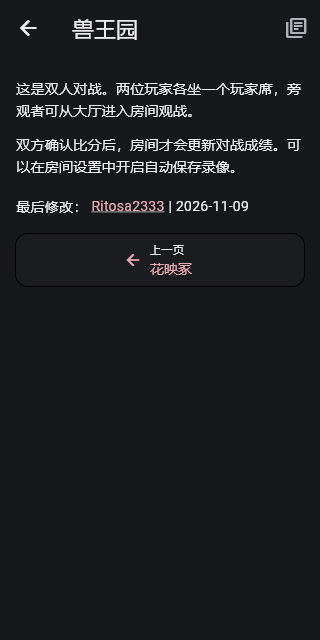 兽王园
这是双人对战。两位玩家各坐一个玩家席，旁
观者可从大厅进入房间观战。
双方确认比分后，房间才会更新对战成绩。可
以在房间设置中开启自动保存录像。
最后修改： Ritosa2333 | 2026-11-09
上一页
花映冢